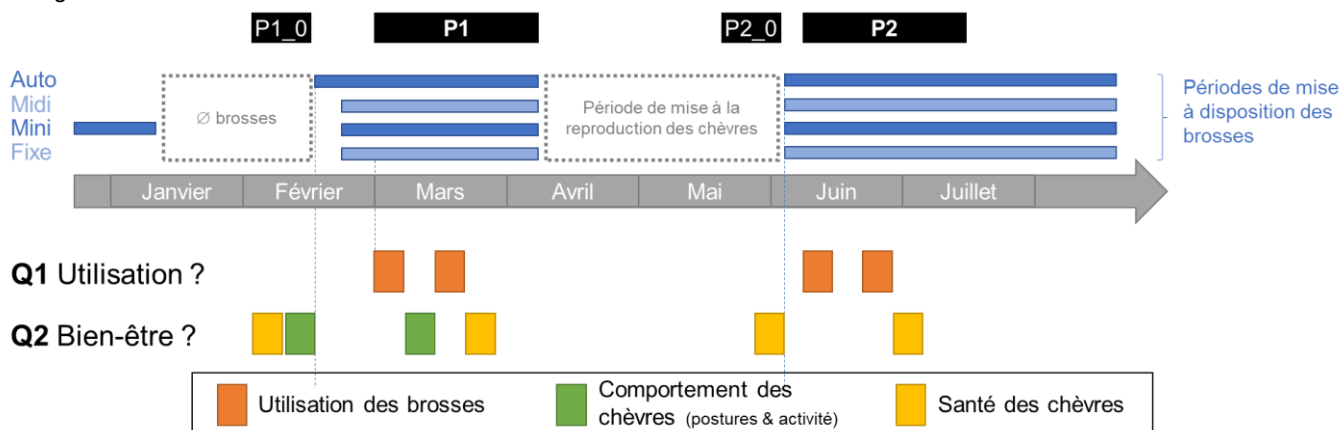 P1_0 P1 P2_0 P2
Auto
Midi
Mini
Fixe
Ø brosses
Période de mise à la
reproduction des chèvres
Périodes de mise
à disposition des
brosses
Janvier Février Mars Avril Mai Juin Juillet
Q1 Utilisation ?
Q2 Bien-être ?
Utilisation des brosses
Comportement des
chèvres (postures & activité)
Santé des chèvres